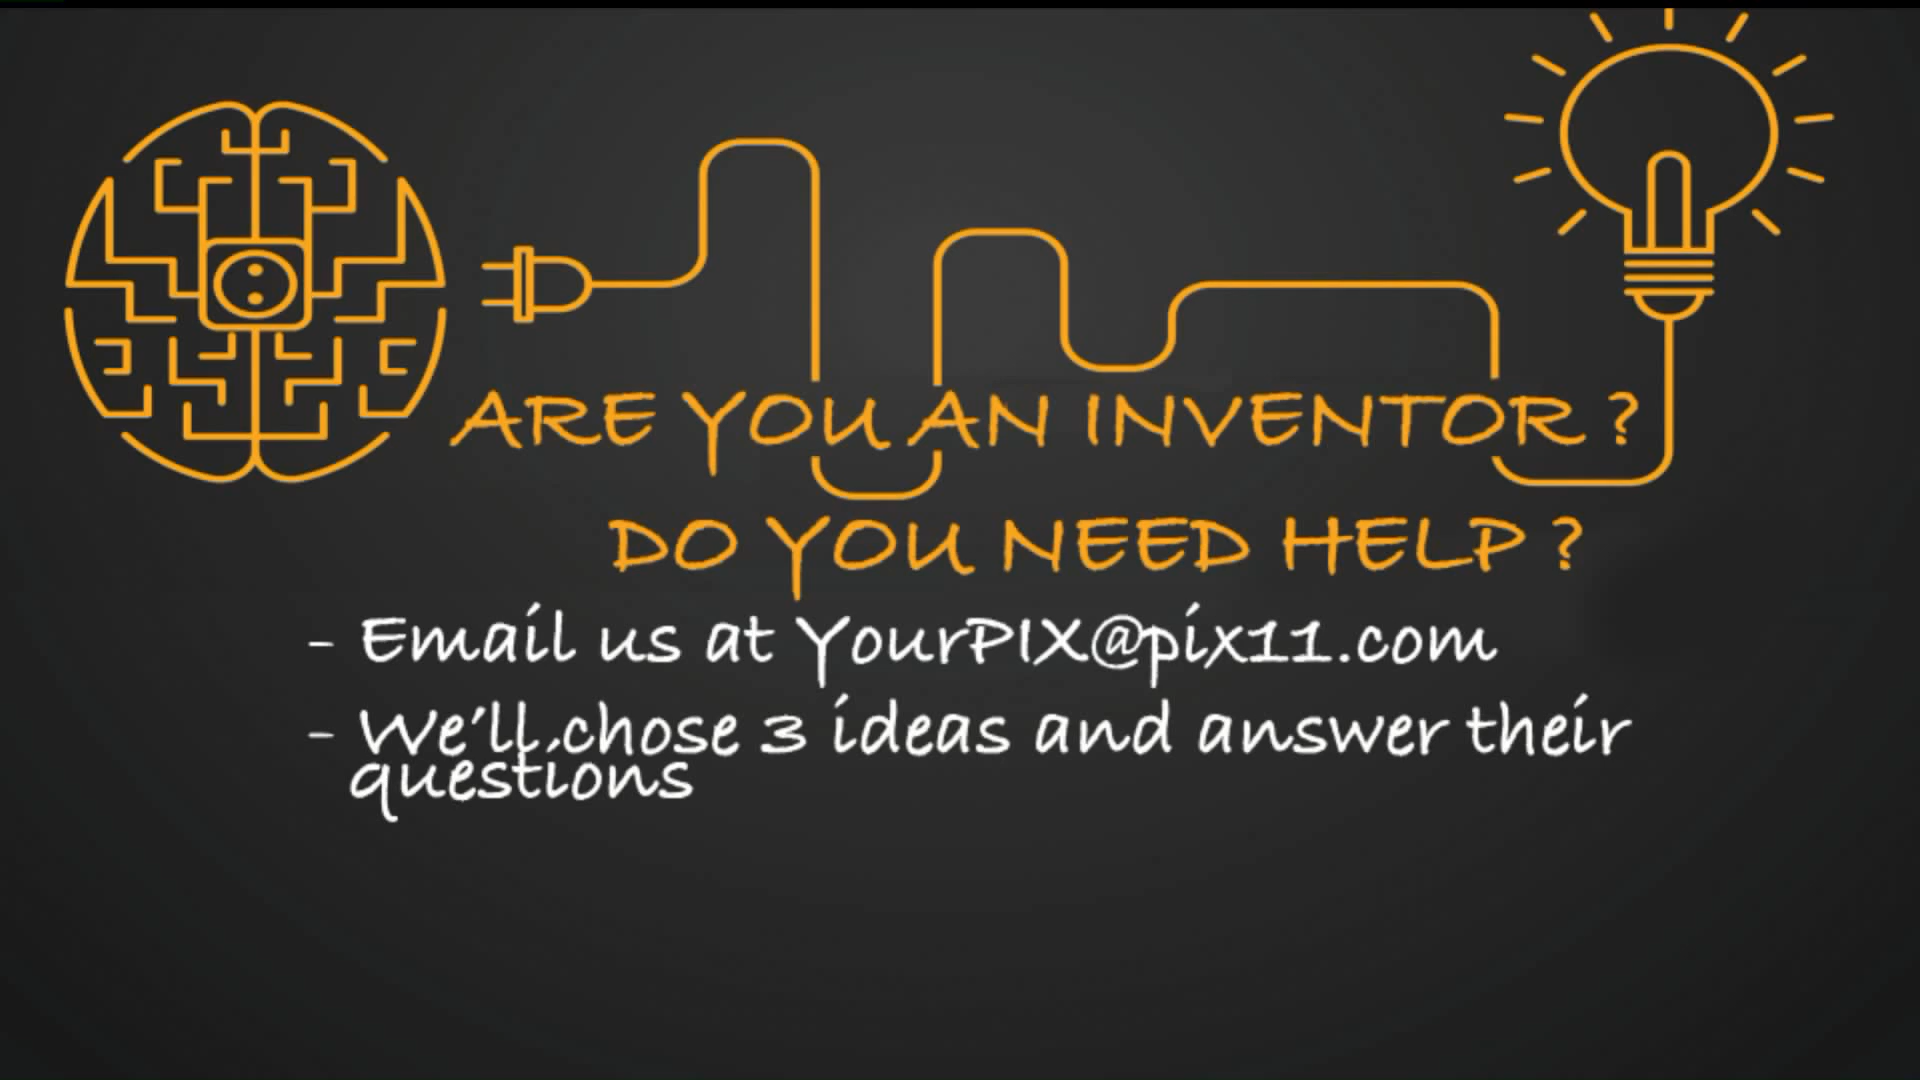 ARE YOU AN INVENTOR ?
DO YOU NEED HELP ?
- Email us at YourPIX@pix11.com
- We'll chose 3 ideas and answer their
questions